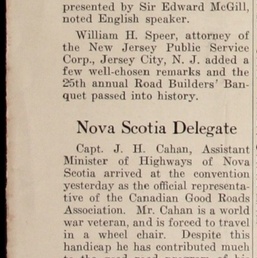 presented by Sir Edward McGill,
noted English speaker.
William H. Speer, attorney of
the New Jersey Public Service
Corp., Jersey City, N. J. added a
few well-chosen remarks and the
25th annual Road Builders' Ban-
quet passed into history.
Nova Scotia Delegate
Capt. J. H. Cahan, Assistant
Minister of Highways of Nova
Scotia arrived at the convention
yesterday as the official representa-
tive of the Canadian Good Roads
Association. Mr. Cahan is a world
war veteran, and is forced to travel
in a wheel chair. Despite this
handicap he has contributed much